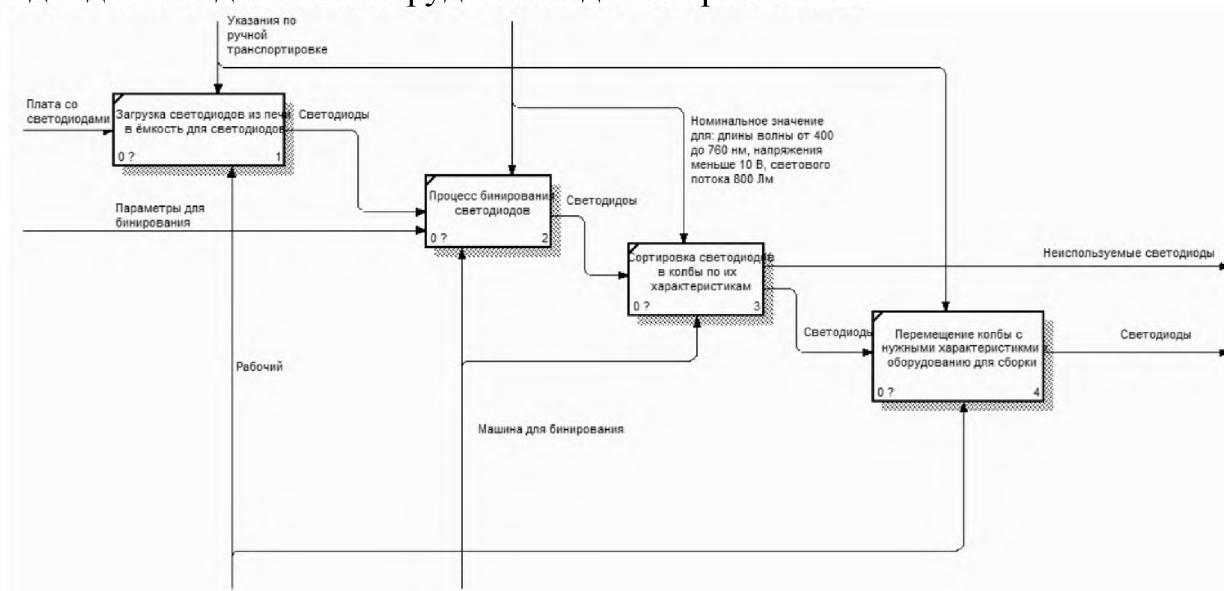 Указания по
ручной
транспортировке
Плата со
светодиодами
Загрузка светодиодов из печи
в ёмкость для светодиодов
0 ?
1
Светодиоды
Номинальное значение
для: длины волны от 400
до 760 нм, напряжения
меньше 10 В, светового
потока 800 Лм
Параметры для
бинирования
Процесс бинирования
светодиодов
0 ?
2
Светодидоы
Сортировка светодиодов
в колбы по их
характеристикам
0 ?
3
Неиспользуемые светодиоды
Светодиоды
Перемещение колбы с
нужными характеристикми
оборудованию для сборки
0 ?
4
Светодиоды
Рабочий
Машина для бинирования